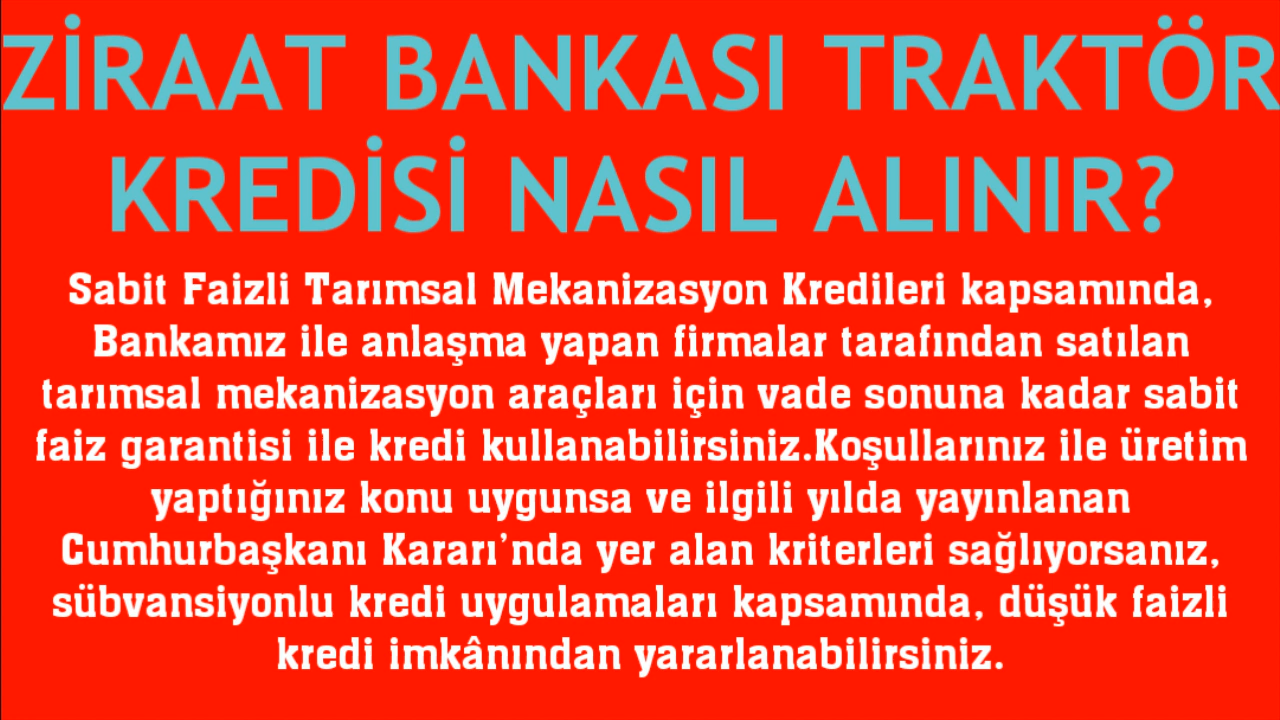 ZİRAAT BANKASI TRAKTÖR
KREDİSİ NASIL ALINIR?
Sabit Faizli Tarımsal Mekanizasyon Kredileri kapsamında,
Bankamız ile anlaşma yapan firmalar tarafından satılan
tarımsal mekanizasyon araçları için vade sonuna kadar sabit
faiz garantisi ile kredi kullanabilirsiniz.Koşullarınız ile üretim
yaptığınız konu uygunsa ve ilgili yılda yayınlanan
Cumhurbaşkanı Kararı’nda yer alan kriterleri sağlıyorsanız,
sübvansiyonlu kredi uygulamaları kapsamında, düşük faizli
kredi imkânından yararlanabilirsiniz.